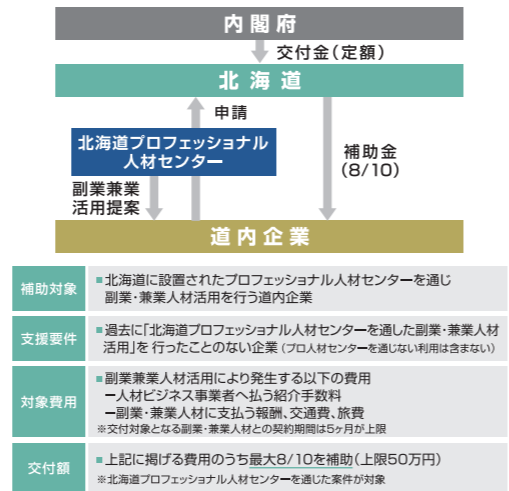 内閣府
交付金(定額)
北海道
申請
北海道プロフェッショナル
人材センター
補助金
(8/10)
副業兼業
活用提案
道内企業
補助対象
■北海道に設置されたプロフェッショナル人材センターを通じ
副業・兼業人材活用を行う道内企業
支援要件
■過去に「北海道プロフェッショナル人材センターを通した副業・兼業人材
活用」を 行ったことのない企業(プロ人材センターを通じない利用は含まない)
対象費用
■副業兼業人材活用により発生する以下の費用
ー人材ビジネス事業者へ払う紹介手数料
ー副業・兼業人材に支払う報酬、交通費、旅費
※交付対象となる副業・兼業人材との契約期間は5ヶ月が上限
交付額
■上記に掲げる費用のうち最大8/10を補助(上限50万円)
※北海道プロフェッショナル人材センターを通じた案件が対象